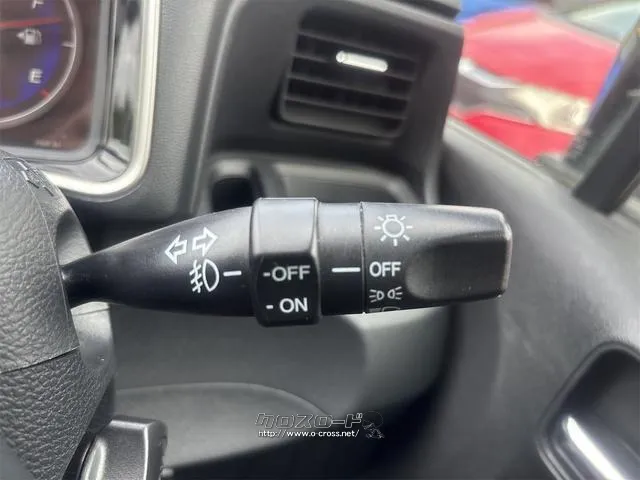 F
E
-OFF
- ON
OFF
クロスロード
http://www.o-cross.net/